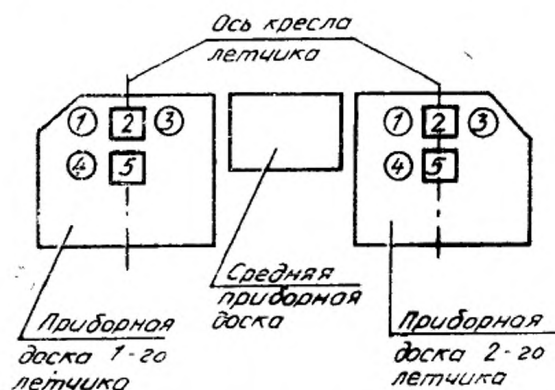 Ось кресла
летчика
1 2 3 1 2 3
4 5 4 5
Средняя
приборная
доска
Приборная
доска 1-го
летчика
Приборная
доска 2-го
летчика